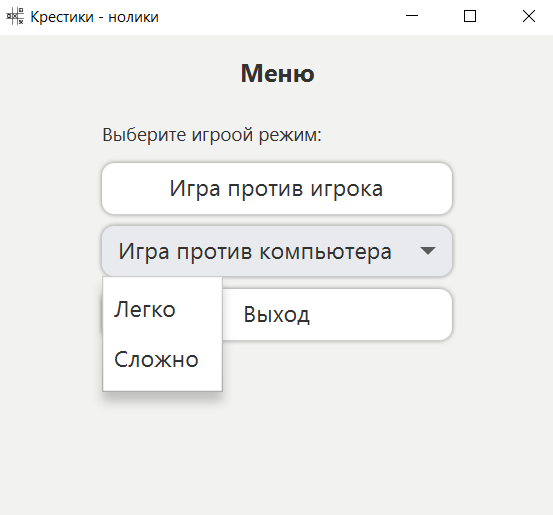 Крестики - нолики
Меню
Выберите игроой режим:
Игра против игрока
Игра против компьютера
Легко
Выход
Сложно